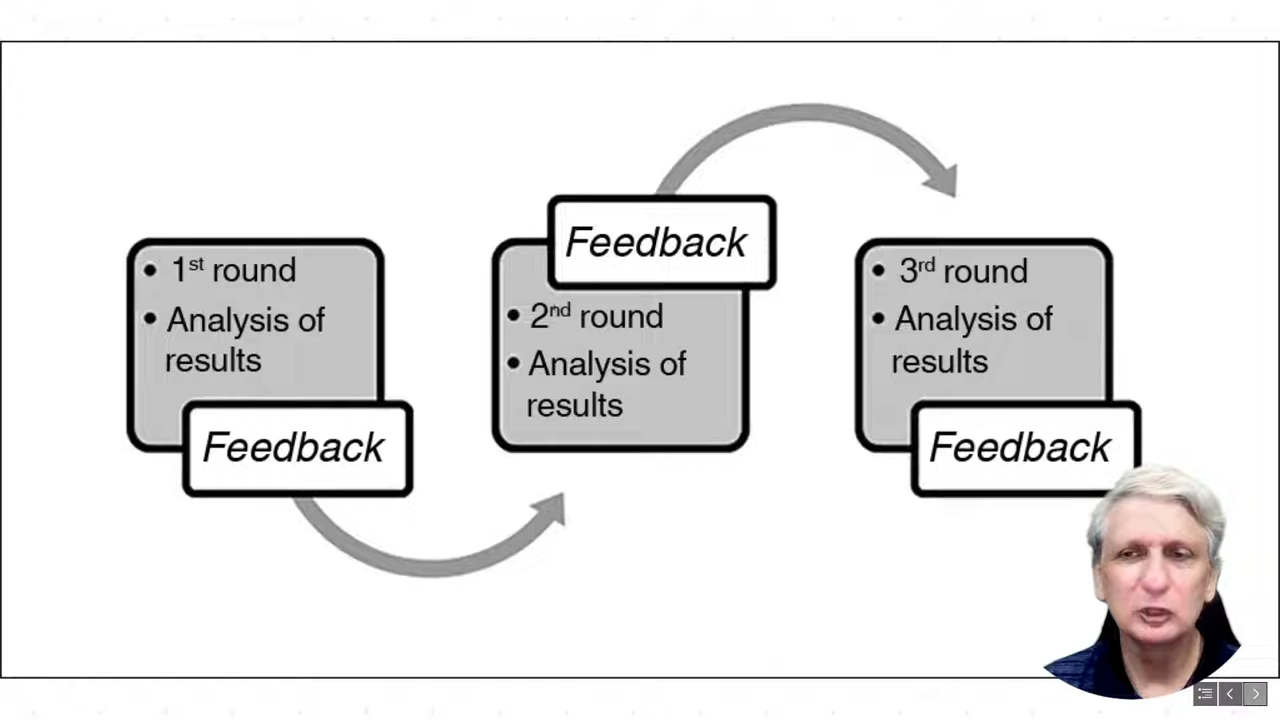 • 1st round
• Analysis of
results
Feedback
Feedback
• 2nd round
• Analysis of
results
• 3rd round
• Analysis of
results
Feedback